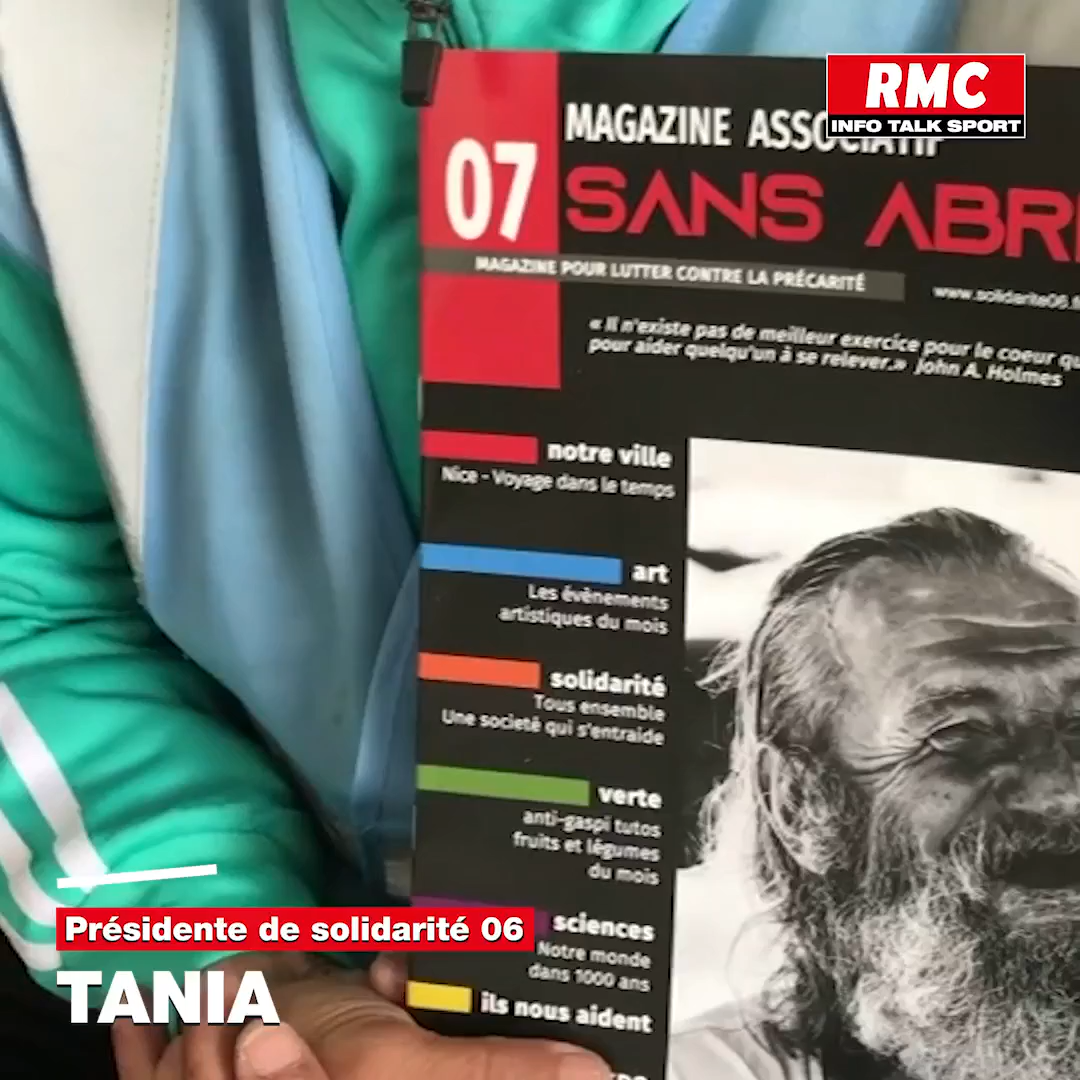 RMC
INFO TALK SPORT
MAGAZINE ASSOCIATIF
07
SANS ABRI
MAGAZINE POUR LUTTER CONTRE LA PRÉCARITÉ
www.solidarite06.fr
« Il n'existe pas de meilleur exercice pour le coeur
pour aider quelqu'un à se relever.» John A. Holmes
notre ville
Nice - Voyage dans le temps
art
Les évènements
artistiques du mois
solidarité
Tous ensemble
Une societé qui s'entraide
verte
anti-gaspi tutos
fruits et légumes
du mois
sciences
Notre monde
dans 1000 ans
ils nous aident
Présidente de solidarité 06
TANIA